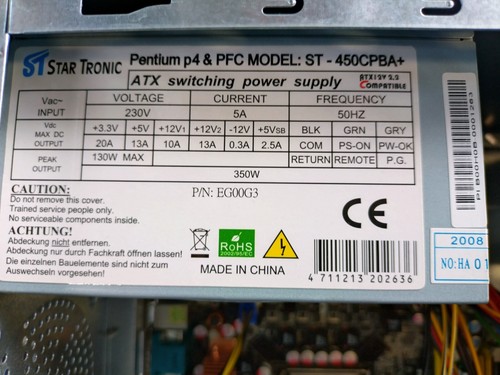 ST STAR TRONIC Pentium p4 & PFC MODEL: ST - 450CPBA+
ATX switching power supply ATX12V 2.2 COMPATIBLE
Vac~ INPUT VOLTAGE CURRENT FREQUENCY
230V 5A 50HZ
Vdc MAX DC OUTPUT +3.3V +5V +12V1 +12V2 -12V +5VSB BLK GRN GRY
20A 13A 10A 13A 0.3A 2.5A COM PS-ON PW-OK
PEAK OUTPUT 130W MAX RETURN REMOTE P.G.
350W
P/N: EG00G3
CAUTION:
Do not remove this cover.
Trained service people only.
No serviceable components inside.
ACHTUNG!
Abdeckung nicht entfernen.
Abdeckung nur durch Fachkraft öffnen lassen.
Die einzelnen Bauelemente sind nicht zum
Auswechseln vorgesehen!
CE
RoHS
2002/95/EC
MADE IN CHINA
4 711213 202636
2008
NO:HA 01